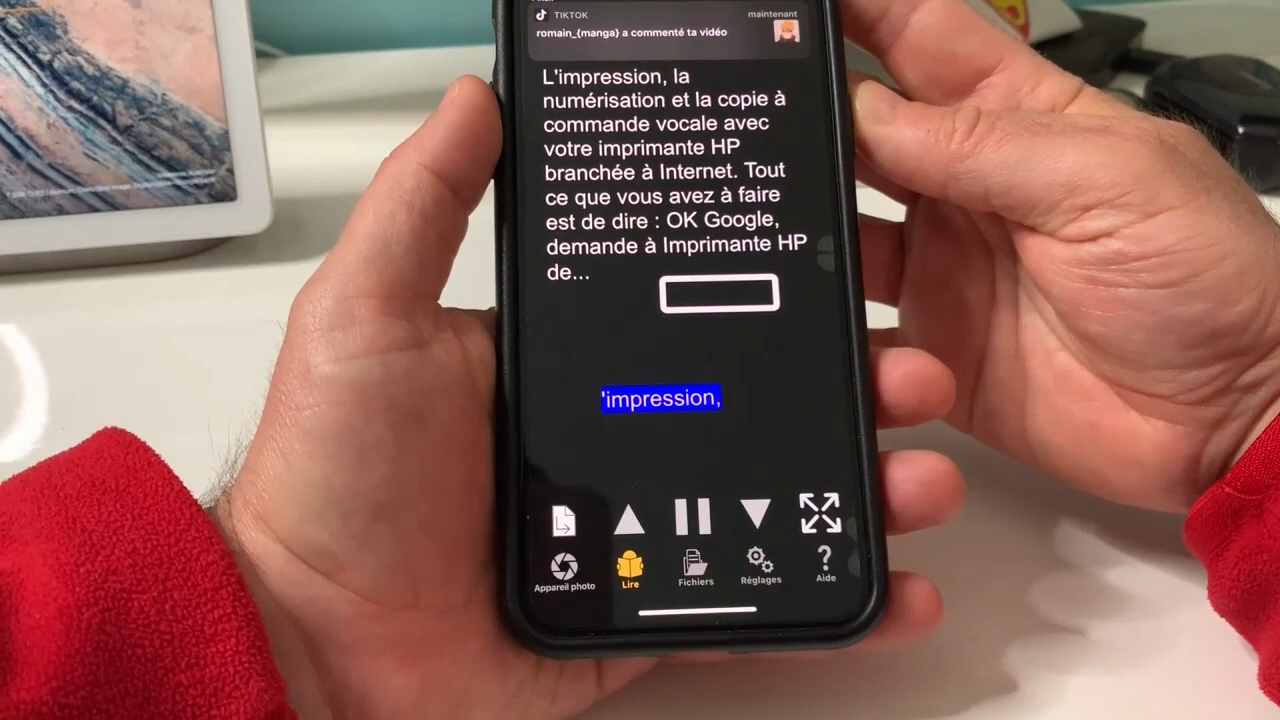 TIKTOK
maintenant
romain_{manga} a commenté ta vidéo
L'impression, la
numérisation et la copie à
commande vocale avec
votre imprimante HP
branchée à Internet. Tout
ce que vous avez à faire
est de dire : OK Google,
demande à Imprimante HP
de...
'impression,
Appareil photo
Lire
Fichiers
Réglages
Aide